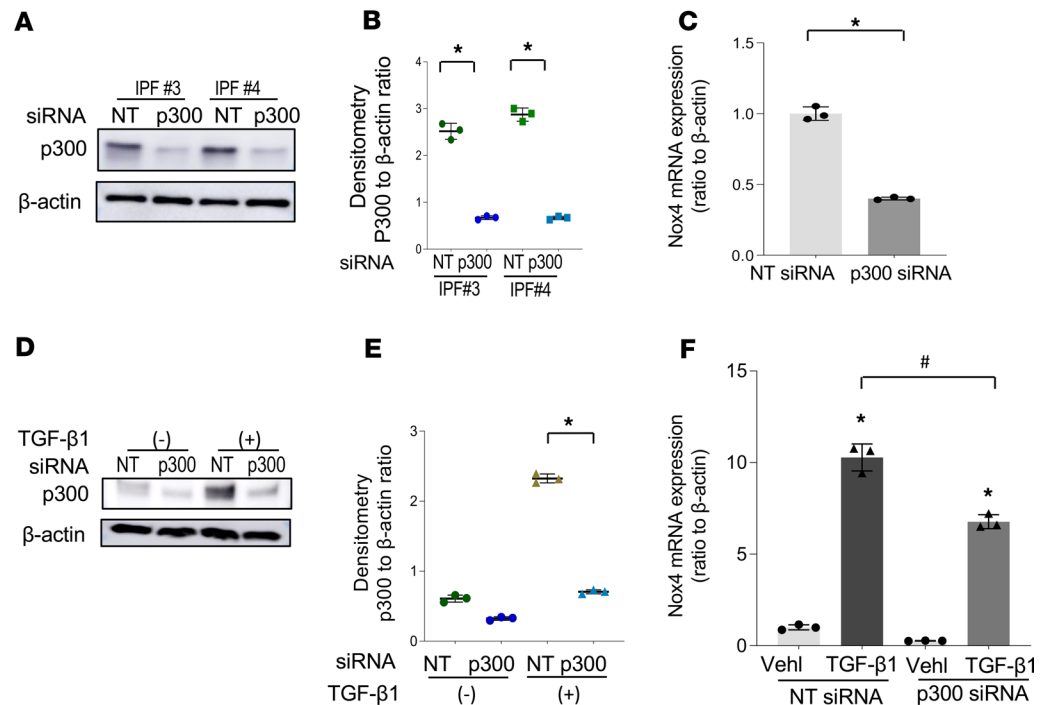 A
IPF #3 IPF #4
siRNA NT p300 NT p300
p300
β-actin
B
*
*
Densitometry
P300 to β-actin ratio
4
3
2
1
0
siRNA NT p300 NT p300
IPF#3 IPF#4
C
*
Nox4 mRNA expression
(ratio to β-actin)
1.5
1.0
0.5
0.0
NT siRNA p300 siRNA
D
TGF-β1 (-) (+)
siRNA NT p300 NT p300
p300
β-actin
E
*
Densitometry
p300 to β-actin ratio
3
2
1
0
siRNA NT p300 NT p300
TGF-β1 (-) (+)
F
#
*
*
Nox4 mRNA expression
(ratio to β-actin)
15
10
5
0
Vehl TGF-β1 Vehl TGF-β1
NT siRNA p300 siRNA